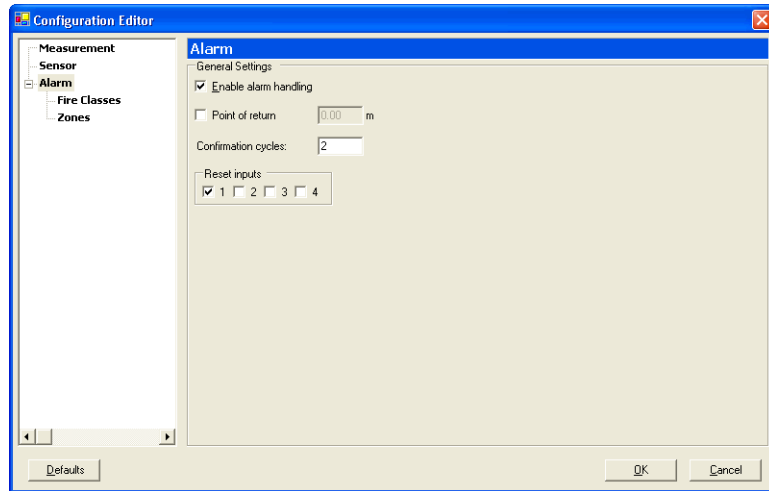 Configuration Editor
Measurement
Sensor
Alarm
Fire Classes
Zones
Alarm
General Settings
Enable alarm handling
Point of return 0.00 m
Confirmation cycles: 2
Reset inputs
1 2 3 4
Defaults OK Cancel